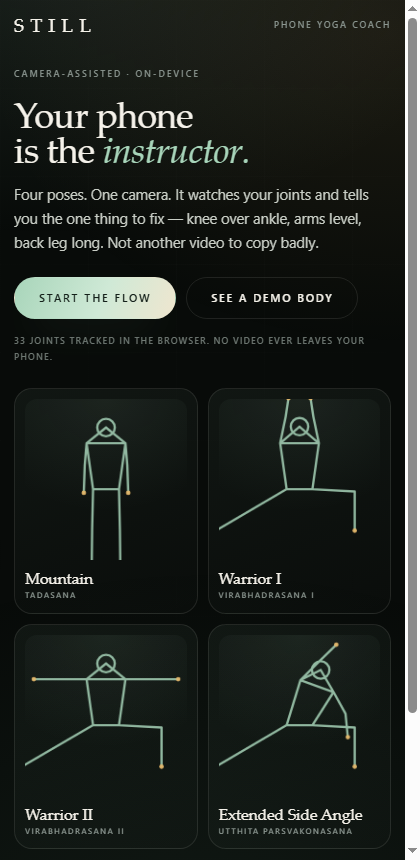 STILL
PHONE YOGA COACH
CAMERA-ASSISTED · ON-DEVICE
Your phone
is the instructor.
Four poses. One camera. It watches your joints and tells
you the one thing to fix — knee over ankle, arms level,
back leg long. Not another video to copy badly.
START THE FLOW
SEE A DEMO BODY
33 JOINTS TRACKED IN THE BROWSER. NO VIDEO EVER LEAVES YOUR
PHONE.
Mountain
TADASANA
Warrior I
VIRABHADRASANA I
Warrior II
VIRABHADRASANA II
Extended Side Angle
UTTHITA PARSVAKONASANA